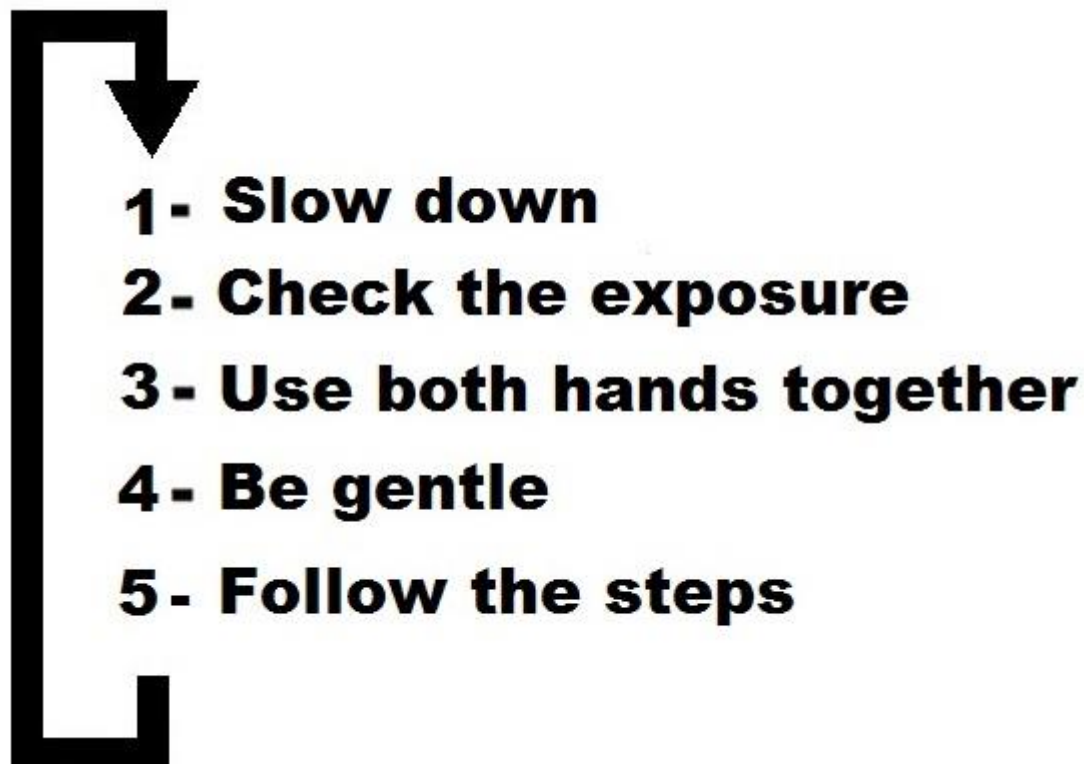 1- Slow down
2- Check the exposure
3- Use both hands together
4- Be gentle
5- Follow the steps